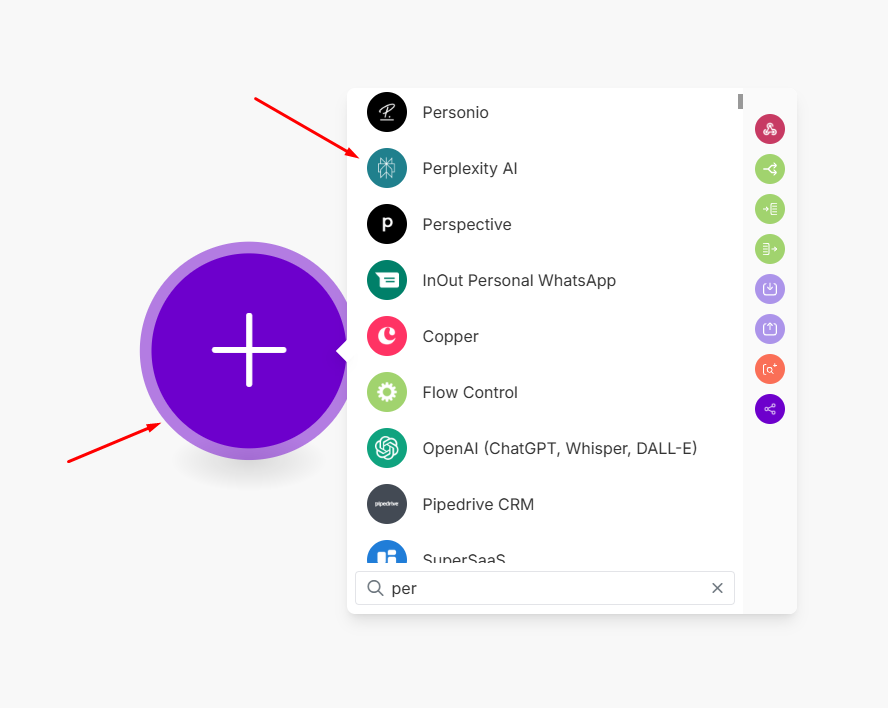 Personio
Perplexity AI
Perspective
InOut Personal WhatsApp
Copper
Flow Control
OpenAI (ChatGPT, Whisper, DALL-E)
pipedrive
Pipedrive CRM
SuperSaaS
per